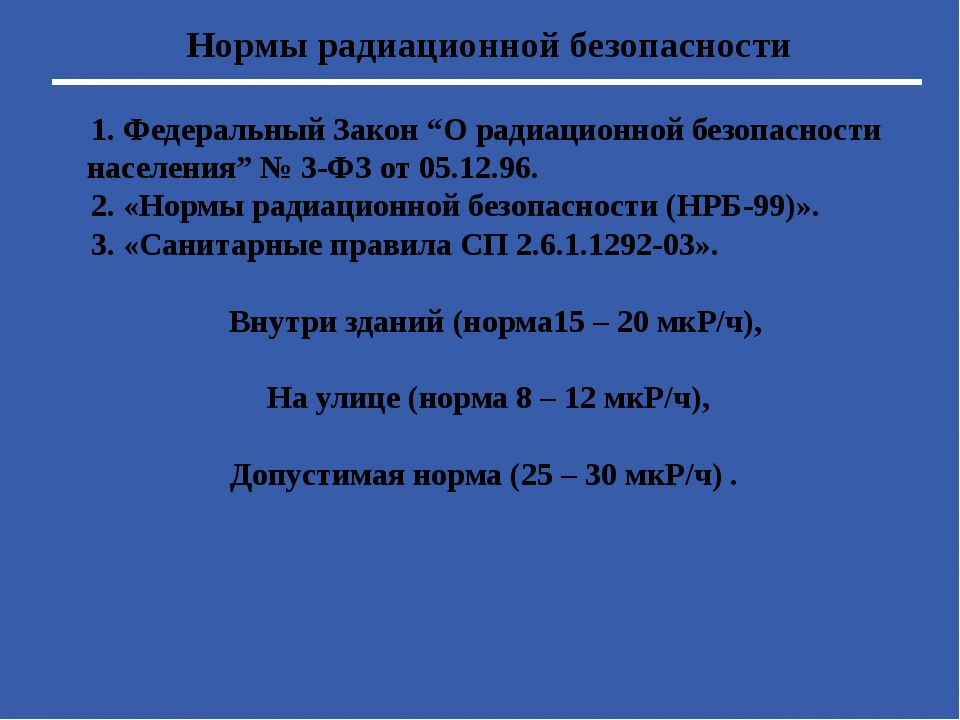 Нормы радиационной безопасности
1. Федеральный Закон “О радиационной безопасности
населения” № 3-ФЗ от 05.12.96.
2. «Нормы радиационной безопасности (НРБ-99)».
3. «Санитарные правила СП 2.6.1.1292-03».
Внутри зданий (норма15 – 20 мкР/ч),
На улице (норма 8 – 12 мкР/ч),
Допустимая норма (25 – 30 мкР/ч) .